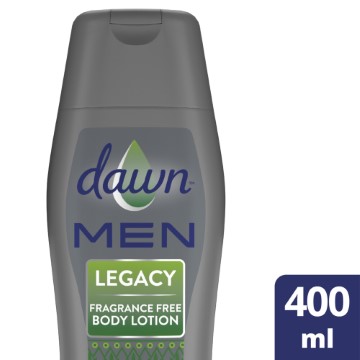 dawn
MEN
LEGACY
FRAGRANCE FREE
BODY LOTION
400
ml